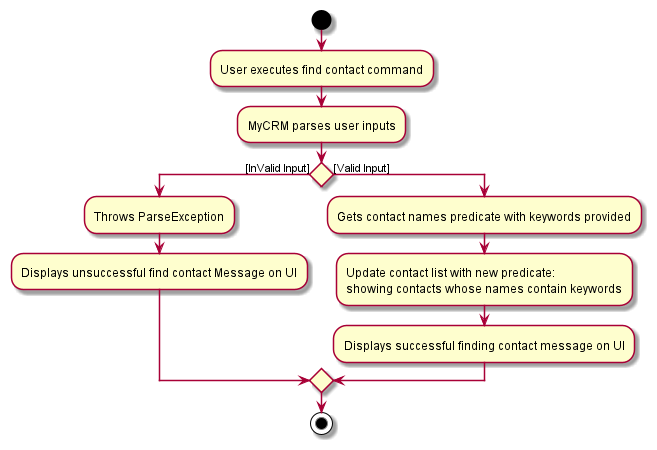 User executes find contact command
MyCRM parses user inputs
[InValid Input]
[Valid Input]
Throws ParseException
Displays unsuccessful find contact Message on UI
Gets contact names predicate with keywords provided
Update contact list with new predicate:
showing contacts whose names contain keywords
Displays successful finding contact message on UI